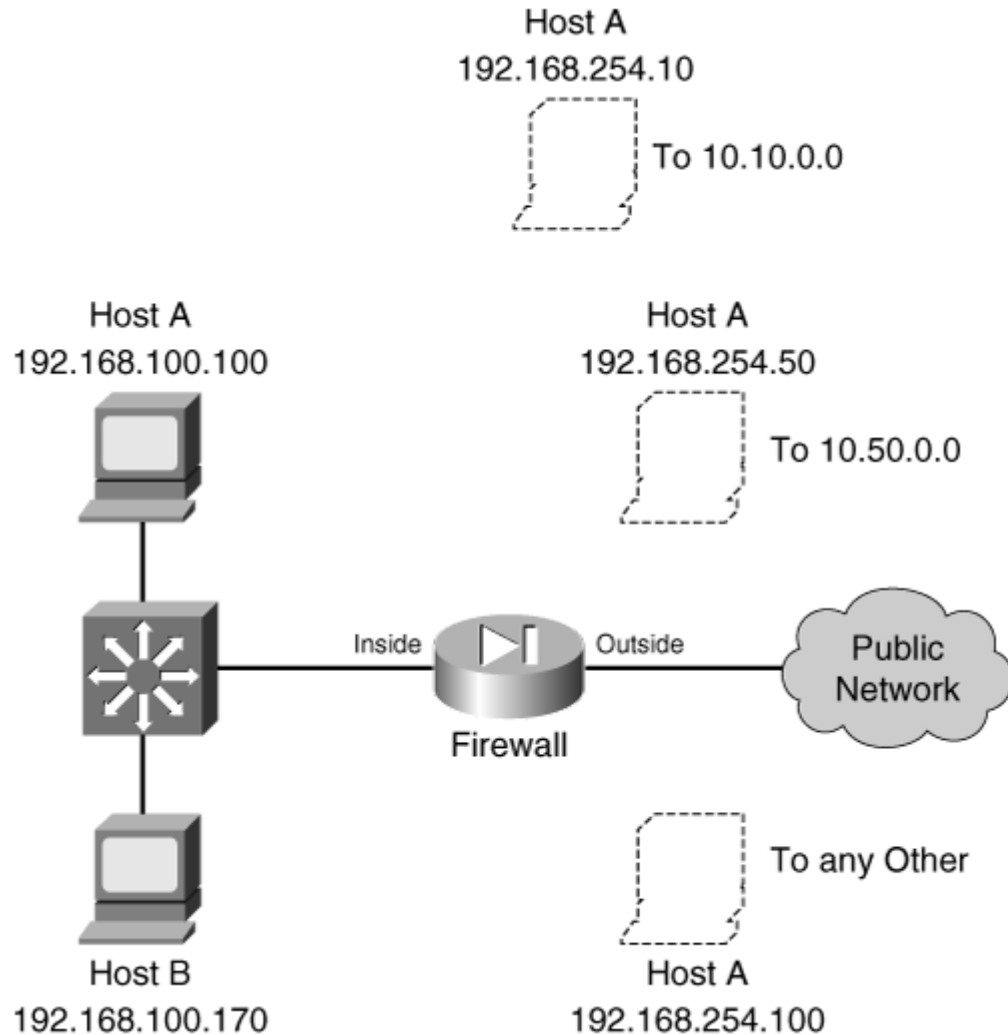 Host A
192.168.254.10
To 10.10.0.0
Host A
192.168.100.100
Host A
192.168.254.50
To 10.50.0.0
Inside
Outside
Firewall
Public
Network
Host B
192.168.100.170
To any Other
Host A
192.168.254.100